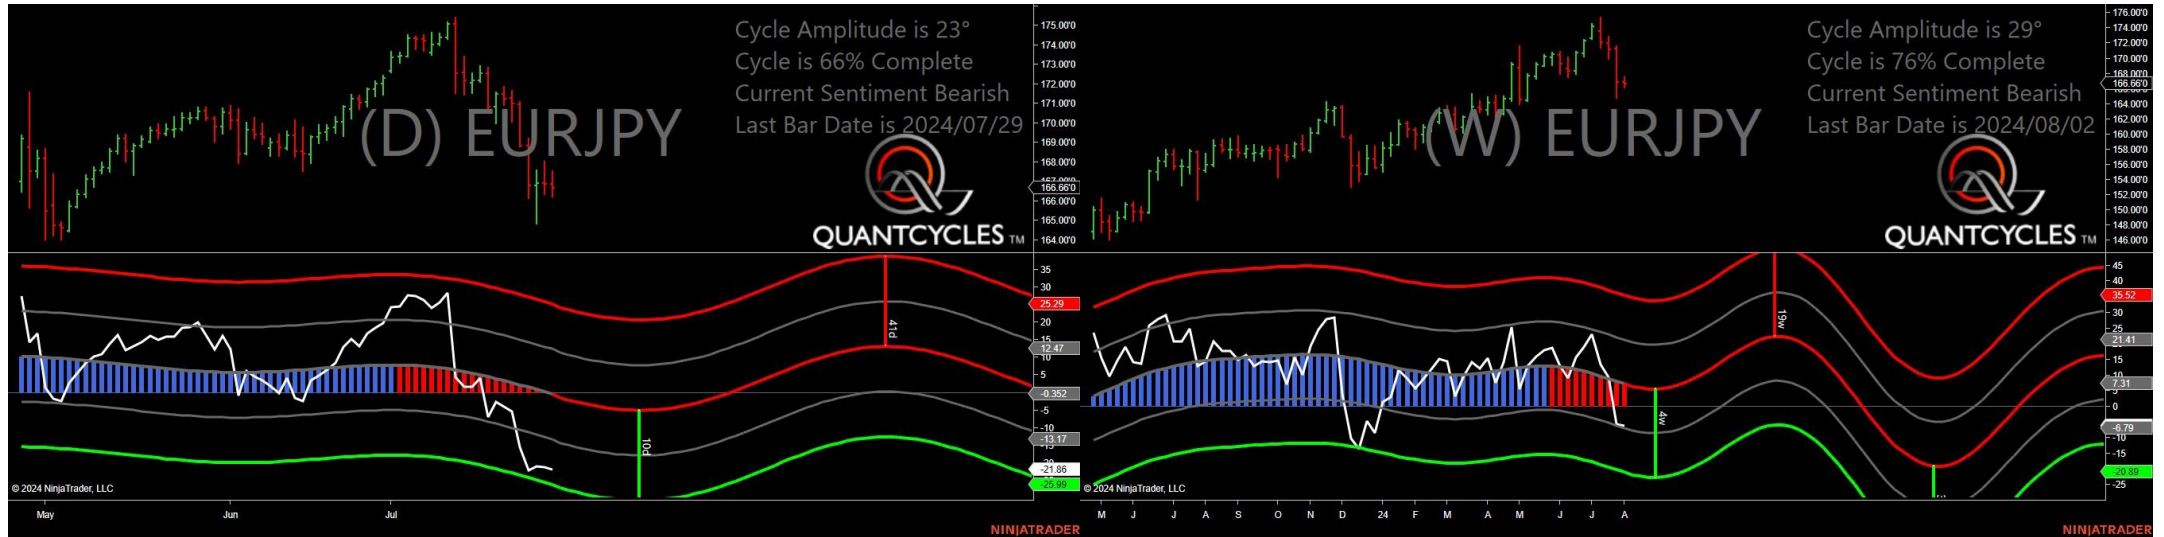 Cycle Amplitude is 23°
Cycle is 66% Complete
Current Sentiment Bearish
Last Bar Date is 2024/07/29
(D) EURJPY
QUANTCYCLES TM
175.00'0
174.00'0
173.00'0
172.00'0
171.00'0
170.00'0
169.00'0
168.00'0
166.66'0
166.00'0
165.00'0
164.00'0
35
30
25.29
20
15
12.47
10
5
-0.352
-5
-10
-13.17
-21.86
-25.99
41d
10d
© 2024 NinjaTrader, LLC
May
Jun
Jul
NINJATRADER
Cycle Amplitude is 29°
Cycle is 76% Complete
Current Sentiment Bearish
Last Bar Date is 2024/08/02
(W) EURJPY
QUANTCYCLES TM
176.00'0
174.00'0
172.00'0
170.00'0
168.00'0
166.66'0
164.00'0
162.00'0
160.00'0
158.00'0
156.00'0
154.00'0
152.00'0
150.00'0
148.00'0
146.00'0
45
40
35.52
30
25
21.41
15
10
7.31
5
0
-6.79
-10
-15
-20.89
-25
19w
4w
© 2024 NinjaTrader, LLC
M
J
J
A
S
O
N
D
24
F
M
A
M
J
J
A
NINJATRADER